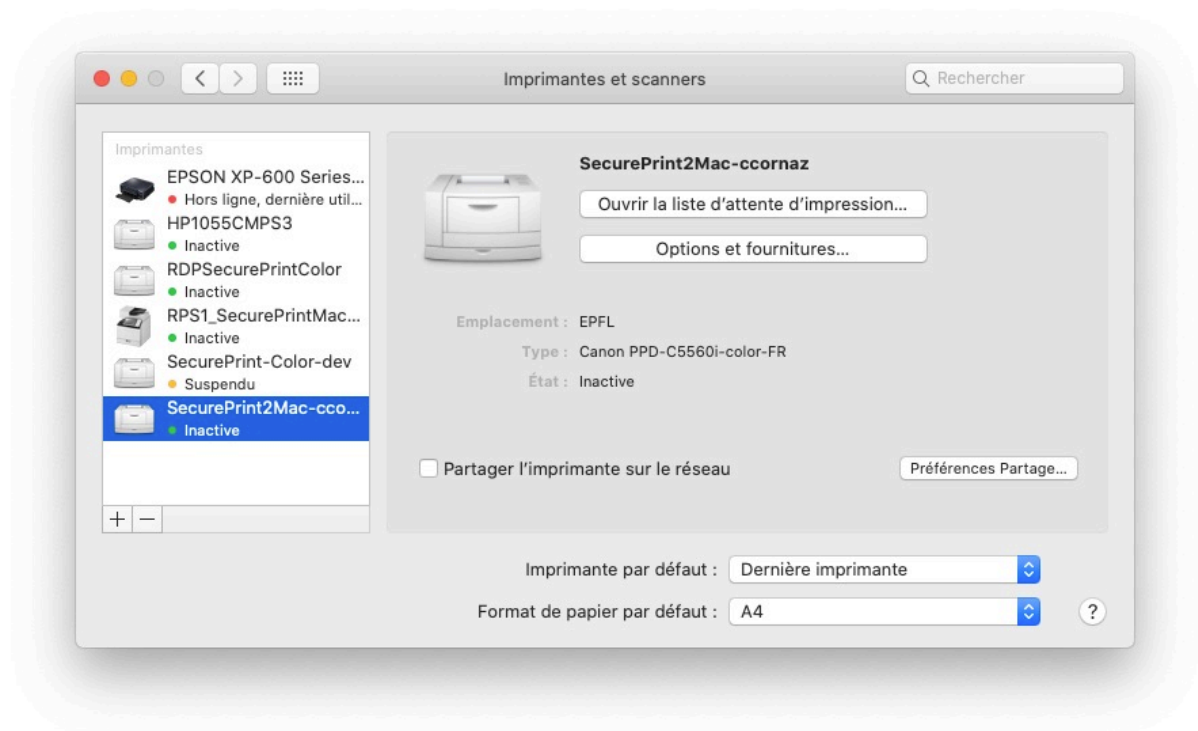 Imprimantes et scanners
Rechercher
Imprimantes
EPSON XP-600 Series...
Hors ligne, dernière util...
HP1055CMPS3
Inactive
RDPSecurePrintColor
Inactive
RPS1_SecurePrintMac...
Inactive
SecurePrint-Color-dev
Suspendu
SecurePrint2Mac-cco...
Inactive
SecurePrint2Mac-ccornaz
Ouvrir la liste d’attente d’impression...
Options et fournitures...
Emplacement : EPFL
Type : Canon PPD-C5560i-color-FR
État : Inactive
Partager l’imprimante sur le réseau
Préférences Partage...
Imprimante par défaut : Dernière imprimante
Format de papier par défaut : A4
?